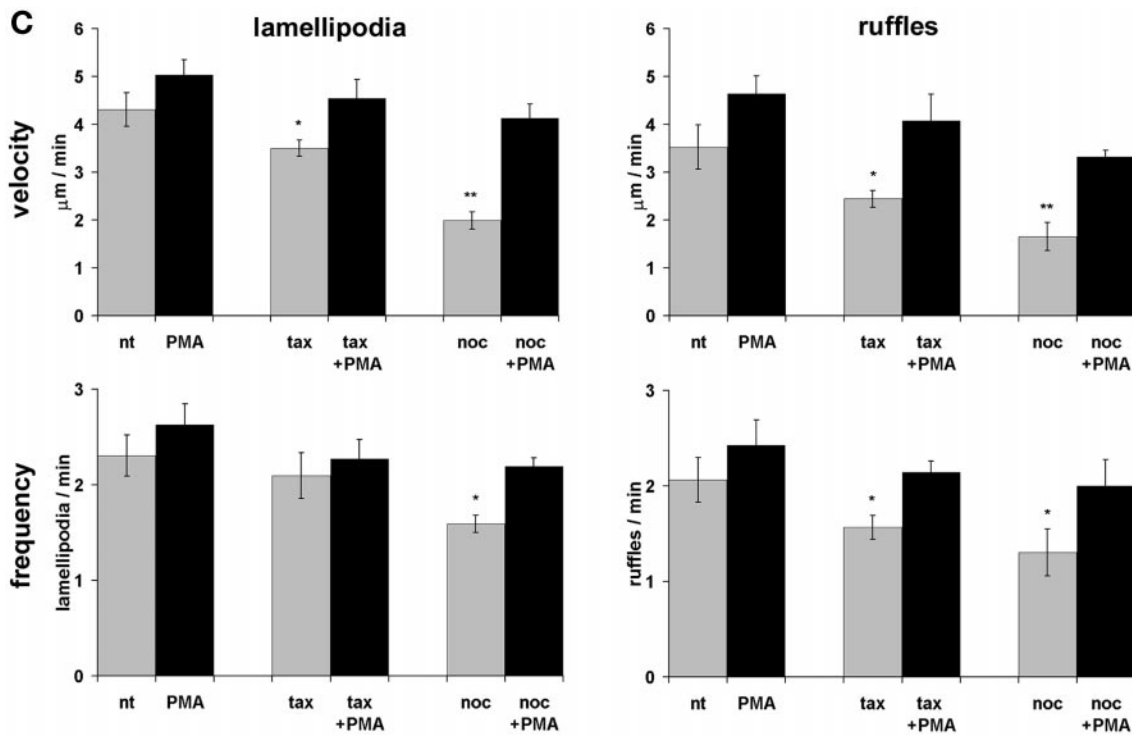 C
lamellipodia
ruffles
velocity
µm / min
6
5
4
3
2
1
0
*
**
nt PMA tax tax +PMA noc noc +PMA
µm / min
6
5
4
3
2
1
0
*
**
nt PMA tax tax +PMA noc noc +PMA
frequency
lamellipodia / min
3
2
1
0
*
nt PMA tax tax +PMA noc noc +PMA
ruffles / min
3
2
1
0
*
*
nt PMA tax tax +PMA noc noc +PMA